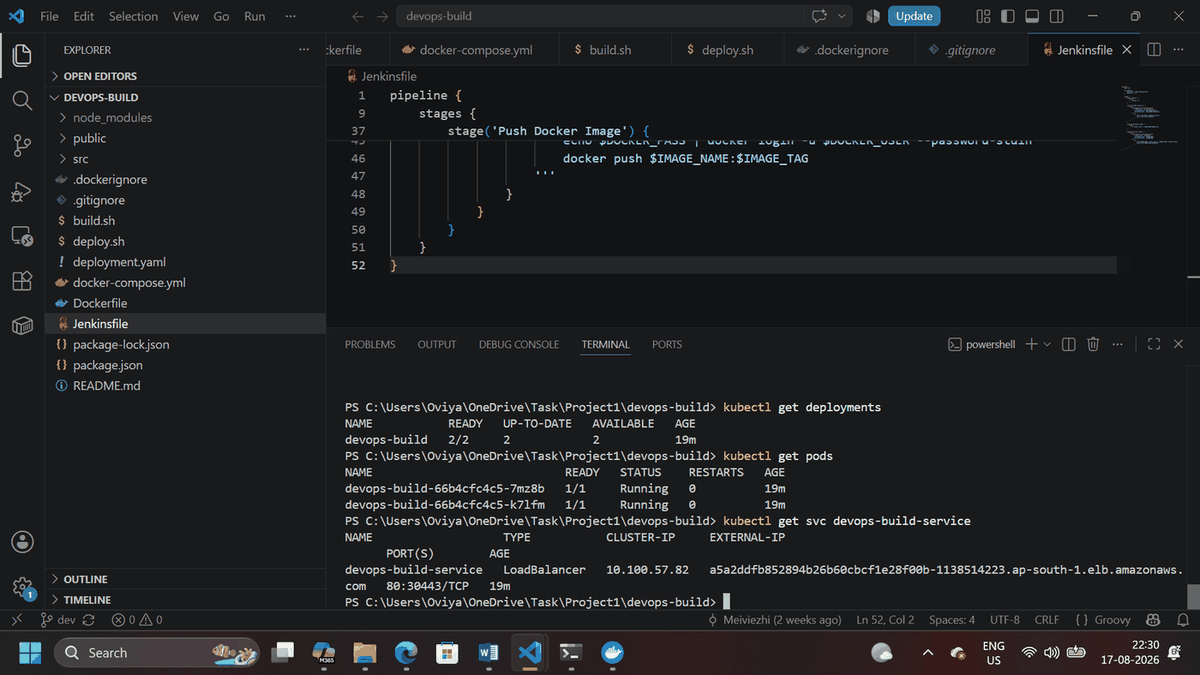 File Edit Selection View Go Run ··· devops-build Update
EXPLORER ···
OPEN EDITORS
DEVOPS-BUILD
node_modules
public
src
.dockerignore
.gitignore
build.sh
deploy.sh
deployment.yaml
docker-compose.yml
Dockerfile
Jenkinsfile
package-lock.json
package.json
README.md
OUTLINE
TIMELINE
ckerfile docker-compose.yml $ build.sh $ deploy.sh .dockerignore .gitignore Jenkinsfile
Jenkinsfile
1 pipeline {
9 stages {
37 stage('Push Docker Image') {
45 echo $DOCKER_PASS | docker login -u $DOCKER_USER --password-stdin
46 docker push $IMAGE_NAME:$IMAGE_TAG
47 '''
48 }
49 }
50 }
51 }
52 }
PROBLEMS OUTPUT DEBUG CONSOLE TERMINAL PORTS powershell
PS C:\Users\Oviya\OneDrive\Task\Project1\devops-build> kubectl get deployments
NAME READY UP-TO-DATE AVAILABLE AGE
devops-build 2/2 2 2 19m
PS C:\Users\Oviya\OneDrive\Task\Project1\devops-build> kubectl get pods
NAME READY STATUS RESTARTS AGE
devops-build-66b4cfc4c5-7mz8b 1/1 Running 0 19m
devops-build-66b4cfc4c5-k7lfm 1/1 Running 0 19m
PS C:\Users\Oviya\OneDrive\Task\Project1\devops-build> kubectl get svc devops-build-service
NAME TYPE CLUSTER-IP EXTERNAL-IP
PORT(S) AGE
devops-build-service LoadBalancer 10.100.57.82 a5a2ddfb852894b26b60cbcf1e28f00b-1138514223.ap-south-1.elb.amazonaws.
com 80:30443/TCP 19m
PS C:\Users\Oviya\OneDrive\Task\Project1\devops-build>
dev 0 0 Meiviezhi (2 weeks ago) Ln 52, Col 2 Spaces: 4 UTF-8 CRLF {} Groovy
Search M365 ENG 22:30
US 17-08-2026